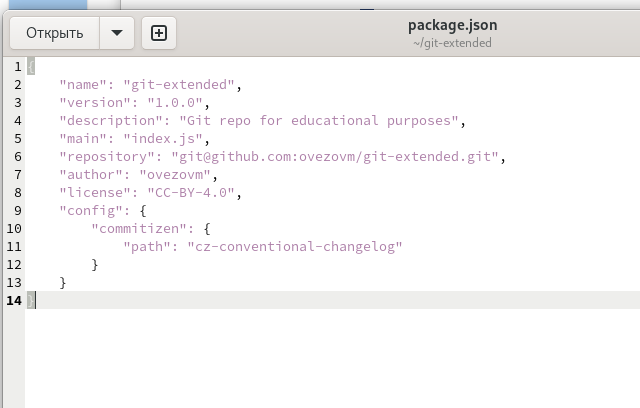 Открыть
package.json
~/git-extended
1 {
2     "name": "git-extended",
3     "version": "1.0.0",
4     "description": "Git repo for educational purposes",
5     "main": "index.js",
6     "repository": "git@github.com:ovezovm/git-extended.git",
7     "author": "ovezovm",
8     "license": "CC-BY-4.0",
9     "config": {
10         "commitizen": {
11             "path": "cz-conventional-changelog"
12         }
13     }
14 }